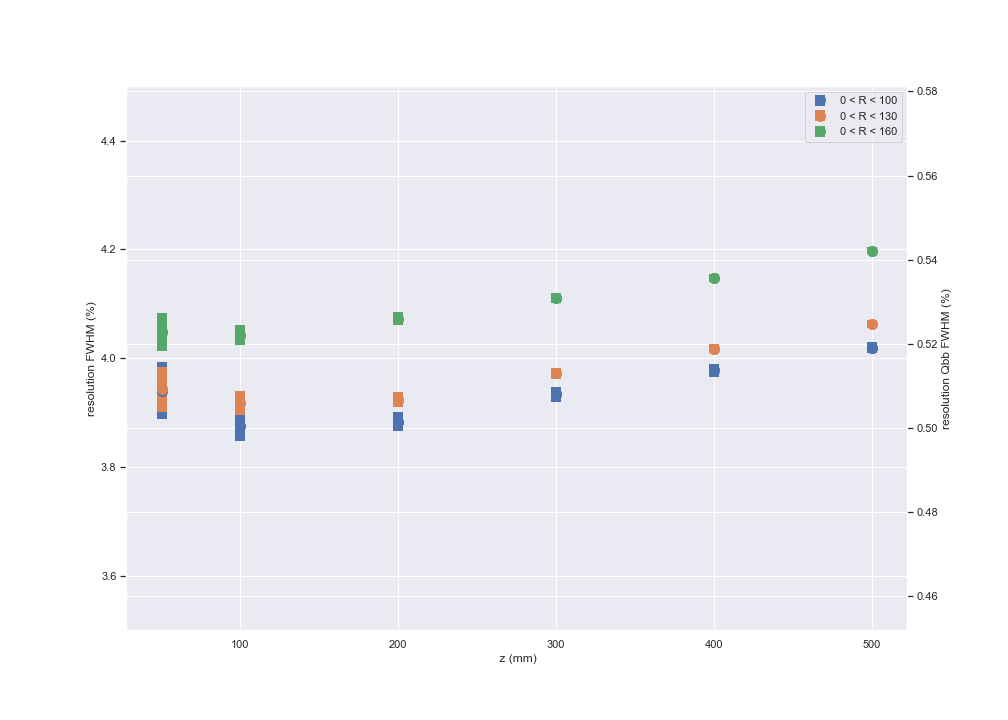 0 < R < 100
0 < R < 130
0 < R < 160
4.4
4.2
4.0
3.8
3.6
resolution FWHM (%)
0.58
0.56
0.54
0.52
0.50
0.48
0.46
resolution Qbb FWHM (%)
100 200 300 400 500
z (mm)